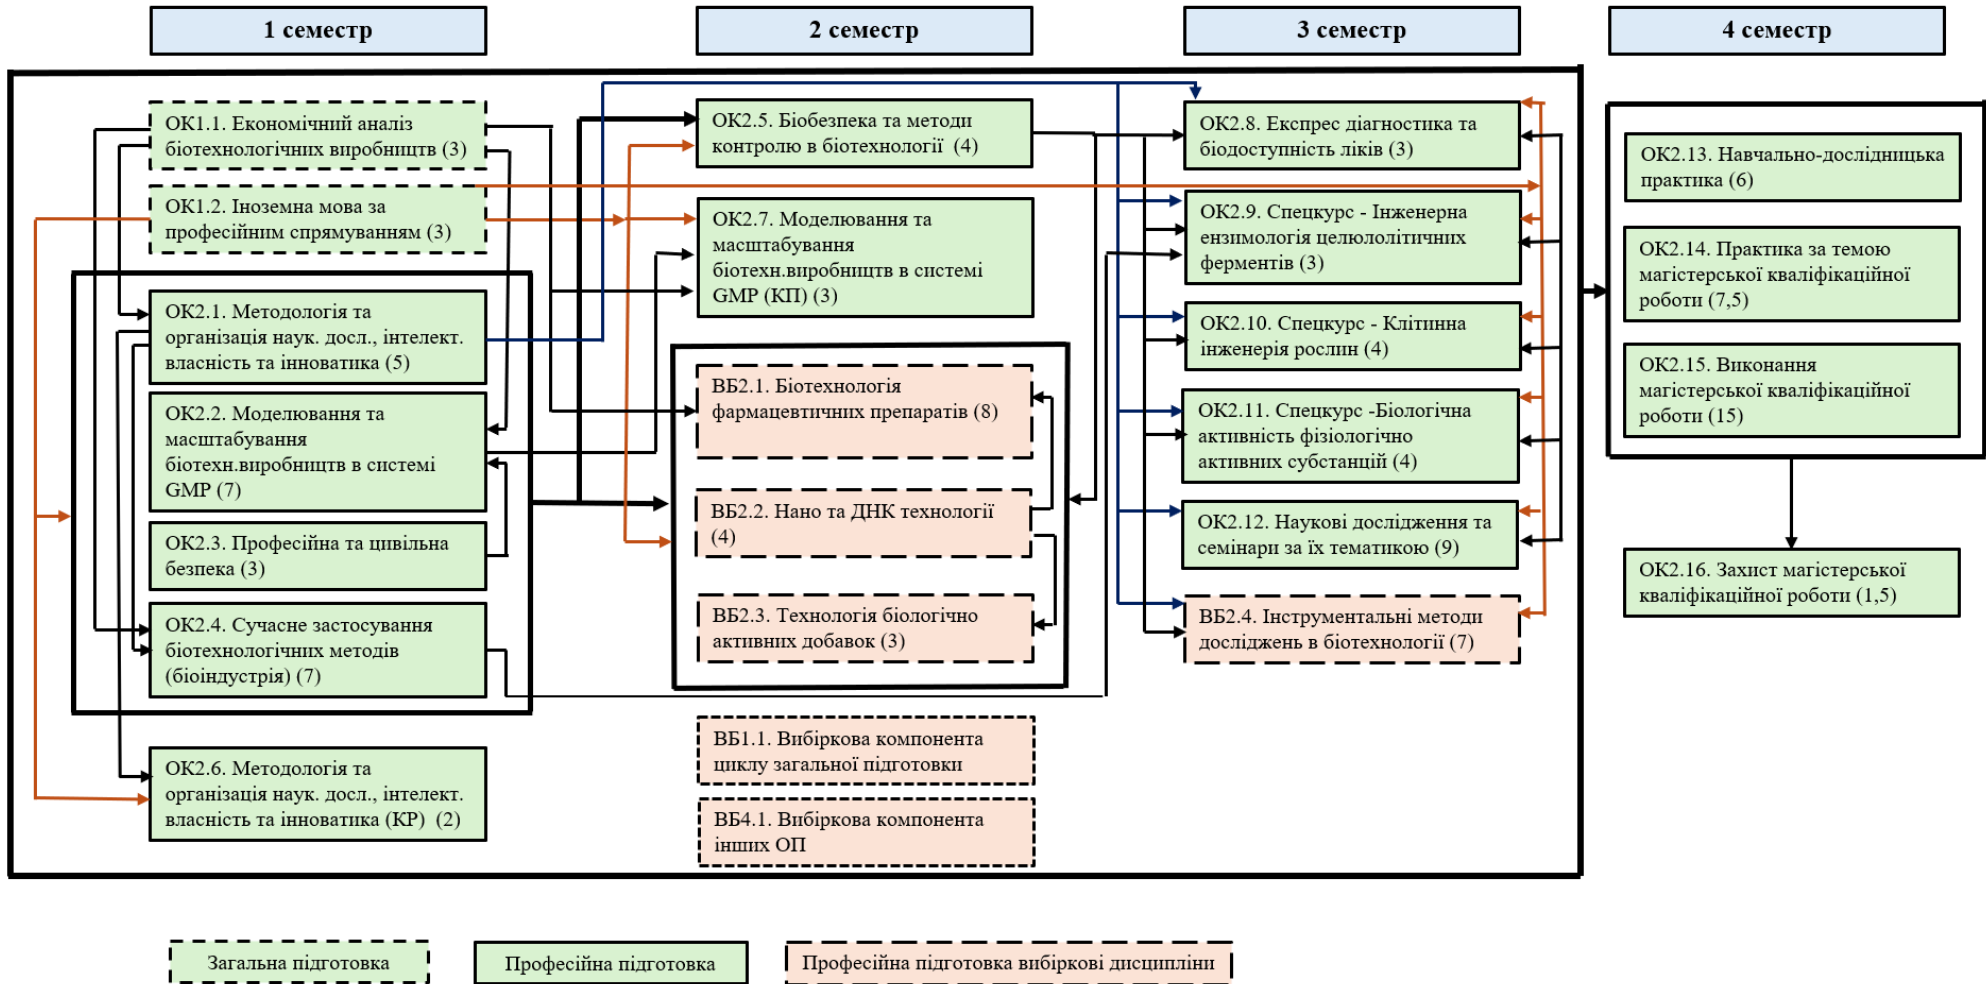 1 семестр
2 семестр
3 семестр
4 семестр
ОК1.1. Економічний аналіз
біотехнологічних виробництв (3)
ОК1.2. Іноземна мова за
професійним спрямуванням (3)
ОК2.1. Методологія та
організація наук. досл., інтелект.
власність та інноватика (5)
ОК2.2. Моделювання та
масштабування
біотехн.виробництв в системі
GMP (7)
ОК2.3. Професійна та цивільна
безпека (3)
ОК2.4. Сучасне застосування
біотехнологічних методів
(біоіндустрія) (7)
ОК2.6. Методологія та
організація наук. досл., інтелект.
власність та інноватика (КР) (2)
ОК2.5. Біобезпека та методи
контролю в біотехнології (4)
ОК2.7. Моделювання та
масштабування
біотехн.виробництв в системі
GMP (КП) (3)
ВБ2.1. Біотехнологія
фармацевтичних препаратів (8)
ВБ2.2. Нано та ДНК технології
(4)
ВБ2.3. Технологія біологічно
активних добавок (3)
ВБ1.1. Вибіркова компонента
циклу загальної підготовки
ВБ4.1. Вибіркова компонента
інших ОП
ОК2.8. Експрес діагностика та
біодоступність ліків (3)
ОК2.9. Спецкурс - Інженерна
ензимологія целюлолітичних
ферментів (3)
ОК2.10. Спецкурс - Клітинна
інженерія рослин (4)
ОК2.11. Спецкурс -Біологічна
активність фізіологічно
активних субстанцій (4)
ОК2.12. Наукові дослідження та
семінари за їх тематикою (9)
ВБ2.4. Інструментальні методи
досліджень в біотехнології (7)
ОК2.13. Навчально-дослідницька
практика (6)
ОК2.14. Практика за темою
магістерської кваліфікаційної
роботи (7,5)
ОК2.15. Виконання
магістерської кваліфікаційної
роботи (15)
ОК2.16. Захист магістерської
кваліфікаційної роботи (1,5)
Загальна підготовка
Професійна підготовка
Професійна підготовка вибіркові дисципліни